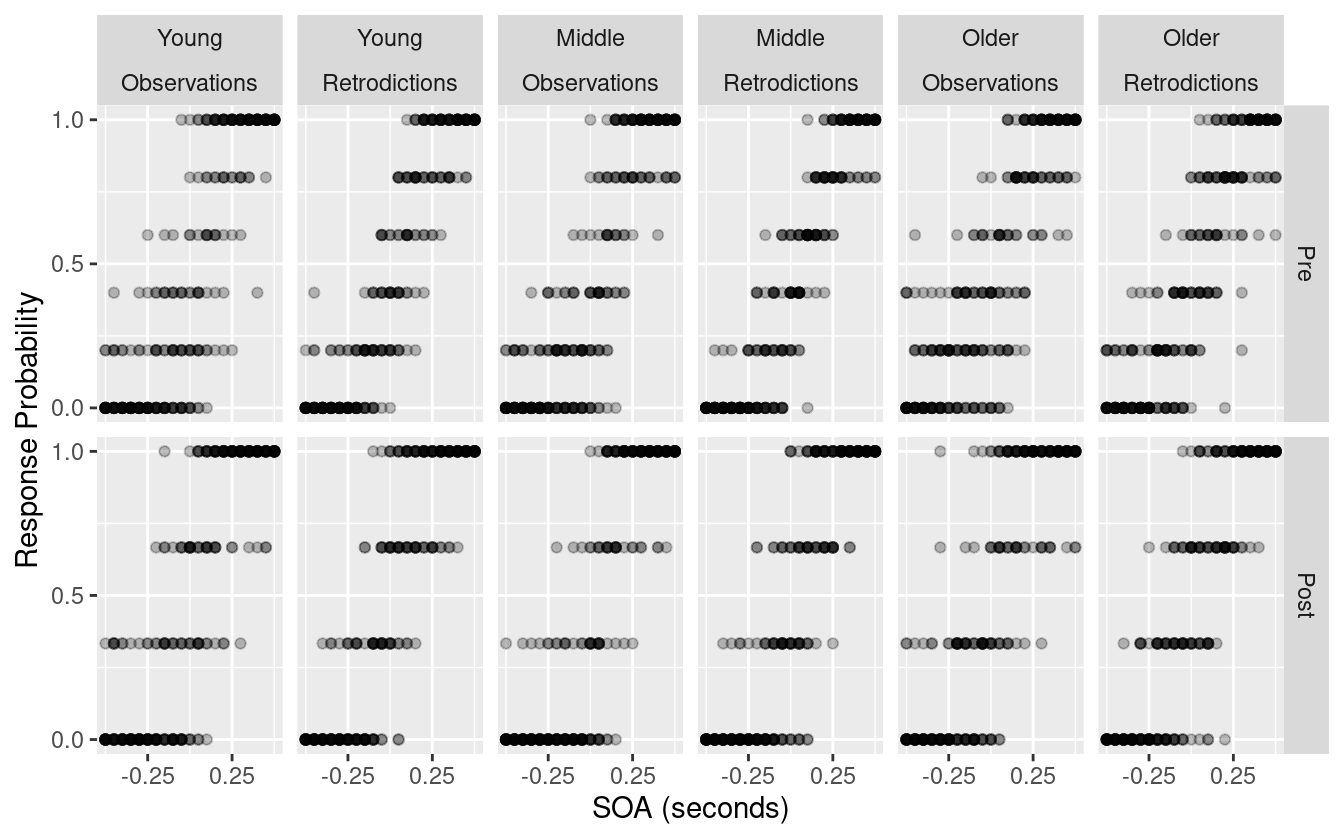 Young Young Middle Middle Older Older
Observations Retrodictions Observations Retrodictions Observations Retrodictions
1.0
0.5
0.0
Pre
1.0
0.5
0.0
Post
-0.25 0.25 -0.25 0.25 -0.25 0.25 -0.25 0.25 -0.25 0.25 -0.25 0.25
SOA (seconds)
Response Probability